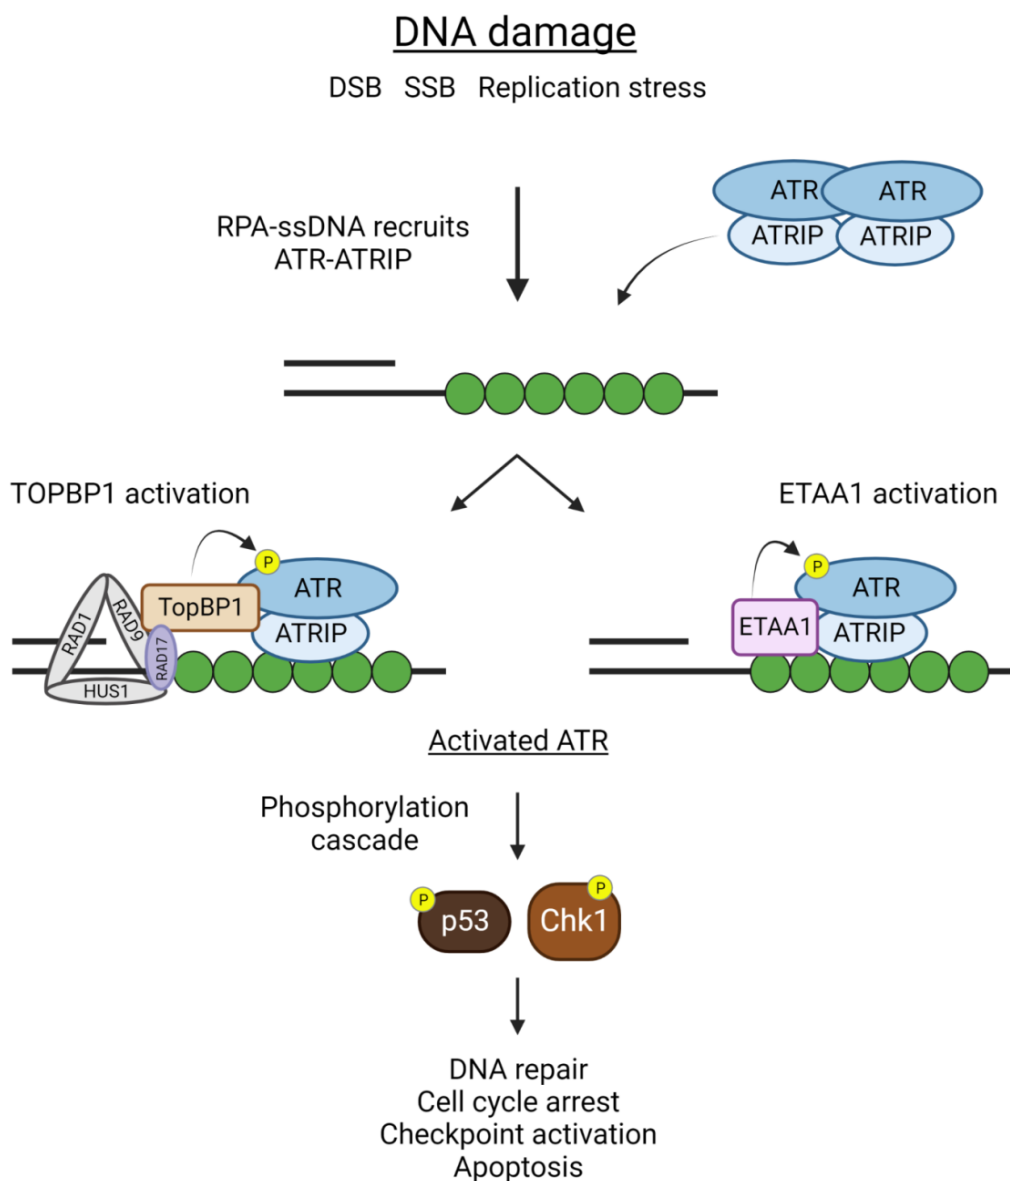 DNA damage
DSB SSB Replication stress
ATR ATR
ATRIP ATRIP
RPA-ssDNA recruits
ATR-ATRIP
TOPBP1 activation
P
ATR
TopBP1
ATRIP
RAD1
RAD9
RAD17
HUS1
ETAA1 activation
P
ATR
ETAA1
ATRIP
Activated ATR
Phosphorylation
cascade
P
p53
P
Chk1
DNA repair
Cell cycle arrest
Checkpoint activation
Apoptosis